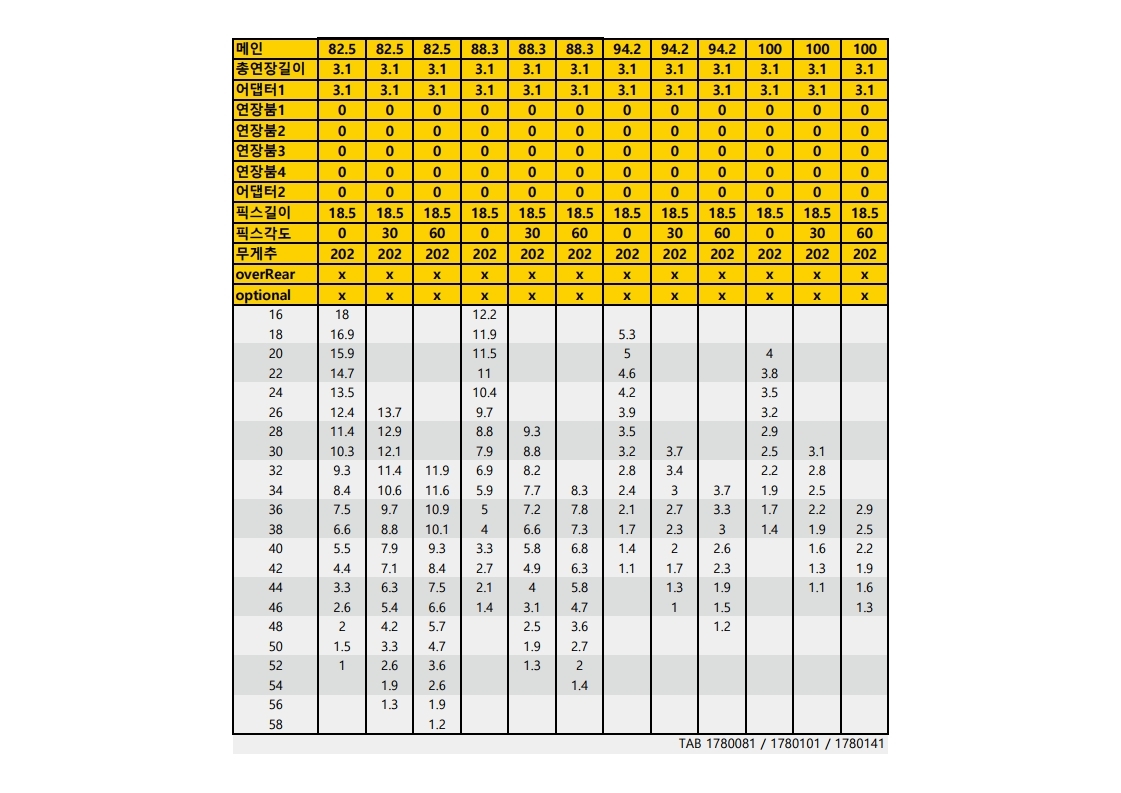 메인 82.5 82.5 82.5 88.3 88.3 88.3 94.2 94.2 94.2 100 100 100
총연장길이 3.1 3.1 3.1 3.1 3.1 3.1 3.1 3.1 3.1 3.1 3.1 3.1
어댑터1 3.1 3.1 3.1 3.1 3.1 3.1 3.1 3.1 3.1 3.1 3.1 3.1
연장붐1 0 0 0 0 0 0 0 0 0 0 0 0
연장붐2 0 0 0 0 0 0 0 0 0 0 0 0
연장붐3 0 0 0 0 0 0 0 0 0 0 0 0
연장붐4 0 0 0 0 0 0 0 0 0 0 0 0
어댑터2 0 0 0 0 0 0 0 0 0 0 0 0
픽스길이 18.5 18.5 18.5 18.5 18.5 18.5 18.5 18.5 18.5 18.5 18.5 18.5
픽스각도 0 30 60 0 30 60 0 30 60 0 30 60
무게추 202 202 202 202 202 202 202 202 202 202 202 202
overRear x x x x x x x x x x x x
optional x x x x x x x x x x x x
16 18 12.2
18 16.9 11.9 5.3
20 15.9 11.5 5 4
22 14.7 11 4.6 3.8
24 13.5 10.4 4.2 3.5
26 12.4 13.7 9.7 3.9 3.2
28 11.4 12.9 8.8 9.3 3.5 2.9
30 10.3 12.1 7.9 8.8 3.2 3.7 2.5 3.1
32 9.3 11.4 11.9 6.9 8.2 2.8 3.4 2.2 2.8
34 8.4 10.6 11.6 5.9 7.7 8.3 2.4 3 3.7 1.9 2.5
36 7.5 9.7 10.9 5 7.2 7.8 2.1 2.7 3.3 1.7 2.2 2.9
38 6.6 8.8 10.1 4 6.6 7.3 1.7 2.3 3 1.4 1.9 2.5
40 5.5 7.9 9.3 3.3 5.8 6.8 1.4 2 2.6 1.6 2.2
42 4.4 7.1 8.4 2.7 4.9 6.3 1.1 1.7 2.3 1.3 1.9
44 3.3 6.3 7.5 2.1 4 5.8 1.3 1.9 1.1 1.6
46 2.6 5.4 6.6 1.4 3.1 4.7 1 1.5 1.3
48 2 4.2 5.7 2.5 3.6 1.2
50 1.5 3.3 4.7 1.9 2.7
52 1 2.6 3.6 1.3 2
54 1.9 2.6 1.4
56 1.3 1.9
58 1.2
TAB 1780081 / 1780101 / 1780141